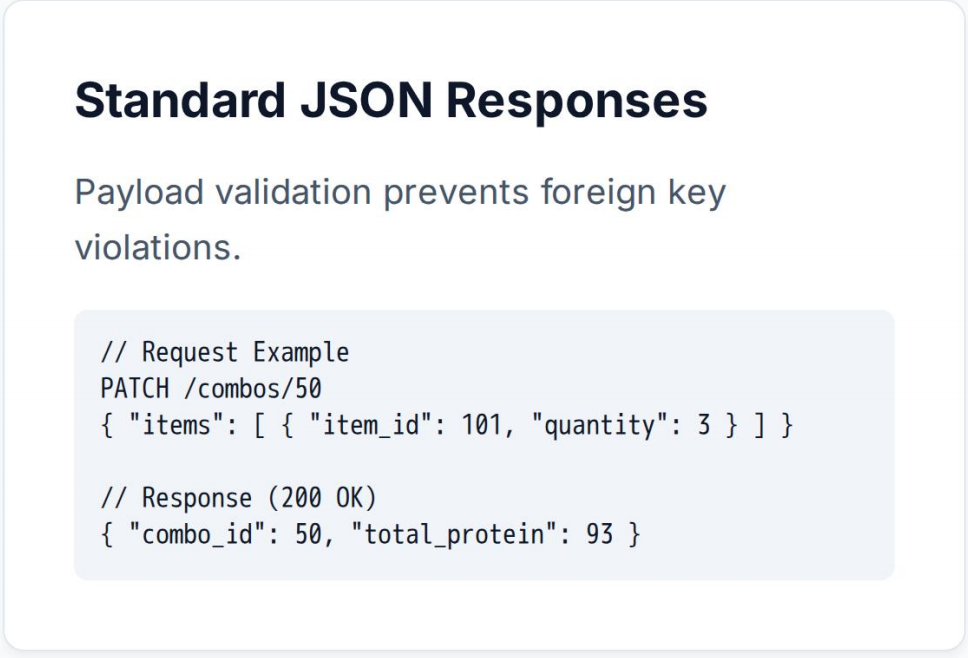 Standard JSON Responses
Payload validation prevents foreign key
violations.
// Request Example
PATCH /combos/50
{ "items": [ { "item_id": 101, "quantity": 3 } ] }
// Response (200 OK)
{ "combo_id": 50, "total_protein": 93 }